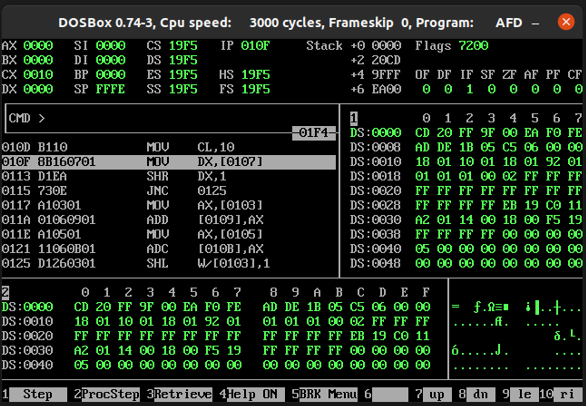 DOSBox 0.74-3, Cpu speed: 3000 cycles, Frameskip 0, Program: AFD
AX 0000 SI 0000 CS 19F5 IP 010F Stack +0 0000 Flags 7200
BX 0000 DI 0000 DS 19F5 +2 20CD
CX 0010 BP 0000 ES 19F5 HS 19F5 +4 9FFF OF DF IF SF ZF AF PF CF
DX 0000 SP FFFE SS 19F5 FS 19F5 +6 EA00 0 0 1 0 0 0 0 0
CMD >
01F4
010D B110 MOV CL,10
010F 8B160701 MOV DX,[0107]
0113 D1EA SHR DX,1
0115 730E JNC 0125
0117 A10301 MOV AX,[0103]
011A 01060901 ADD [0109],AX
011E A10501 MOV AX,[0105]
0121 11060B01 ADC [010B],AX
0125 D1260301 SHL W/[0103],1
1 0 1 2 3 4 5 6 7
DS:0000 CD 20 FF 9F 00 EA F0 FE
DS:0008 AD DE 1B 05 C5 06 00 00
DS:0010 18 01 10 01 18 01 92 01
DS:0018 01 01 01 00 02 FF FF FF
DS:0020 FF FF FF FF FF FF FF FF
DS:0028 FF FF FF FF EB 19 C0 11
DS:0030 A2 01 14 00 18 00 F5 19
DS:0038 FF FF FF FF 00 00 00 00
DS:0040 05 00 00 00 00 00 00 00
DS:0048 00 00 00 00 00 00 00 00
2 0 1 2 3 4 5 6 7 8 9 A B C D E F
DS:0000 CD 20 FF 9F 00 EA F0 FE AD DE 1B 05 C5 06 00 00
DS:0010 18 01 10 01 18 01 92 01 01 01 01 00 02 FF FF FF
DS:0020 FF FF FF FF FF FF FF FF FF FF FF FF EB 19 C0 11
DS:0030 A2 01 14 00 18 00 F5 19 FF FF FF FF 00 00 00 00
DS:0040 05 00 00 00 00 00 00 00 00 00 00 00 00 00 00 00
1 Step 2 ProcStep 3 Retrieve 4 Help ON 5 BRK Menu 6 7 up 8 dn 9 le 10 ri